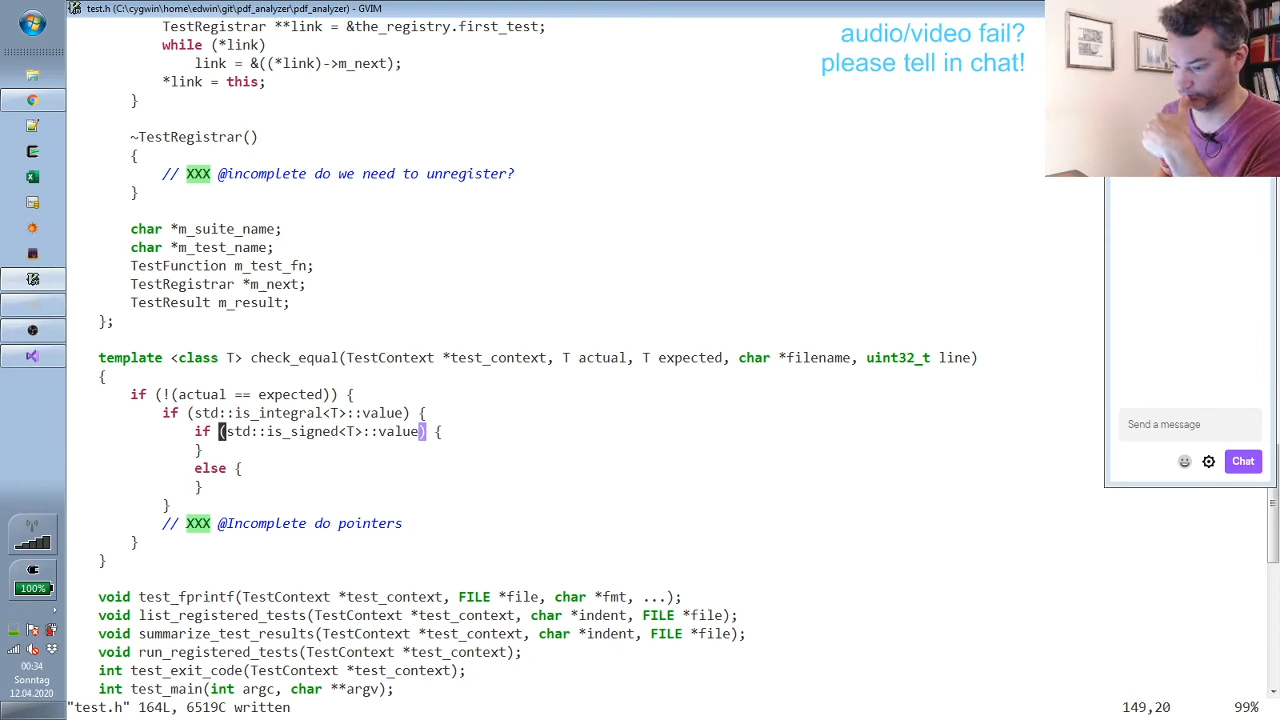 test.h (C:\cygwin\home\edwin\git\pdf_analyzer\pdf_analyzer) - GVIM
TestRegistrar **link = &the_registry.first_test;
while (*link)
link = &((*link)->m_next);
*link = this;
}
~TestRegistrar()
{
// XXX @incomplete do we need to unregister?
}
char *m_suite_name;
char *m_test_name;
TestFunction m_test_fn;
TestRegistrar *m_next;
TestResult m_result;
};
template <class T> check_equal(TestContext *test_context, T actual, T expected, char *filename, uint32_t line)
{
if (!(actual == expected)) {
if (std::is_integral<T>::value) {
if (std::is_signed<T>::value) {
}
else {
}
}
// XXX @Incomplete do pointers
}
}
void test_fprintf(TestContext *test_context, FILE *file, char *fmt, ...);
void list_registered_tests(TestContext *test_context, char *indent, FILE *file);
void summarize_test_results(TestContext *test_context, char *indent, FILE *file);
void run_registered_tests(TestContext *test_context);
int test_exit_code(TestContext *test_context);
int test_main(int argc, char **argv);
"test.h" 164L, 6519C written
149,20
99%
audio/video fail?
please tell in chat!
Send a message
Chat
100%
00:34
Sonntag
12.04.2020